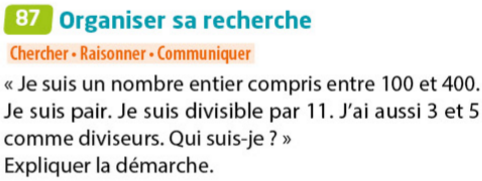 87 Organiser sa recherche
Chercher • Raisonner • Communiquer
« Je suis un nombre entier compris entre 100 et 400.
Je suis pair. Je suis divisible par 11. J’ai aussi 3 et 5
comme diviseurs. Qui suis-je ? »
Expliquer la démarche.